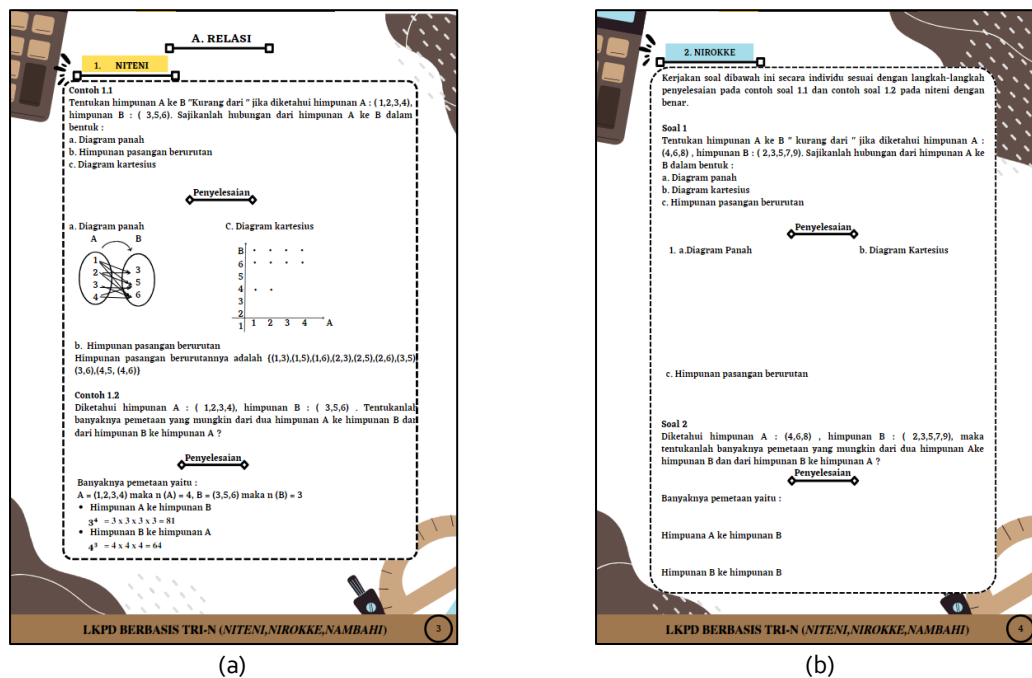 A. RELASI
1. NITENI
Contoh 1.1
Tentukan himpunan A ke B "Kurang dari " jika diketahui himpunan A : ( 1,2,3,4),
himpunan B : ( 3,5,6). Sajikanlah hubungan dari himpunan A ke B dalam
bentuk :
a. Diagram panah
b. Himpunan pasangan berurutan
c. Diagram kartesius
Penyelesaian
a. Diagram panah
A B
1
2
3
4
3
5
6
C. Diagram kartesius
B
6
5
4
3
2
1
1 2 3 4 A
b. Himpunan pasangan berurutan
Himpunan pasangan berurutannya adalah {(1,3),(1,5),(1,6),(2,3),(2,5),(2,6),(3,5)
(3,6),(4,5, (4,6)}
Contoh 1.2
Diketahui himpunan A : ( 1,2,3,4), himpunan B : ( 3,5,6) . Tentukanlah
banyaknya pemetaan yang mungkin dari dua himpunan A ke himpunan B dan
dari himpunan B ke himpunan A ?
Penyelesaian
Banyaknya pemetaan yaitu :
A = (1,2,3,4) maka n (A) = 4, B = (3,5,6) maka n (B) = 3
• Himpunan A ke himpunan B
3⁴ = 3 x 3 x 3 x 3 = 81
• Himpunan B ke himpunan A
4³ = 4 x 4 x 4 = 64
LKPD BERBASIS TRI-N (NITENI,NIROKKE,NAMBAHI)
3
(a)
2. NIROKKE
Kerjakan soal dibawah ini secara individu sesuai dengan langkah-langkah
penyelesaian pada contoh soal 1.1 dan contoh soal 1.2 pada niteni dengan
benar.
Soal 1
Tentukan himpunan A ke B " kurang dari " jika diketahui himpunan A :
(4,6,8) , himpunan B : ( 2,3,5,7,9). Sajikanlah hubungan dari himpunan A ke
B dalam bentuk :
a. Diagram panah
b. Diagram kartesius
c. Himpunan pasangan berurutan
Penyelesaian
1. a.Diagram Panah
b. Diagram Kartesius
c. Himpunan pasangan berurutan
Soal 2
Diketahui himpunan A : (4,6,8) , himpunan B : ( 2,3,5,7,9), maka
tentukanlah banyaknya pemetaan yang mungkin dari dua himpunan Ake
himpunan B dan dari himpunan B ke himpunan A ?
Penyelesaian
Banyaknya pemetaan yaitu :
Himpuana A ke himpunan B
Himpunan B ke himpunan B
LKPD BERBASIS TRI-N (NITENI,NIROKKE,NAMBAHI)
4
(b)